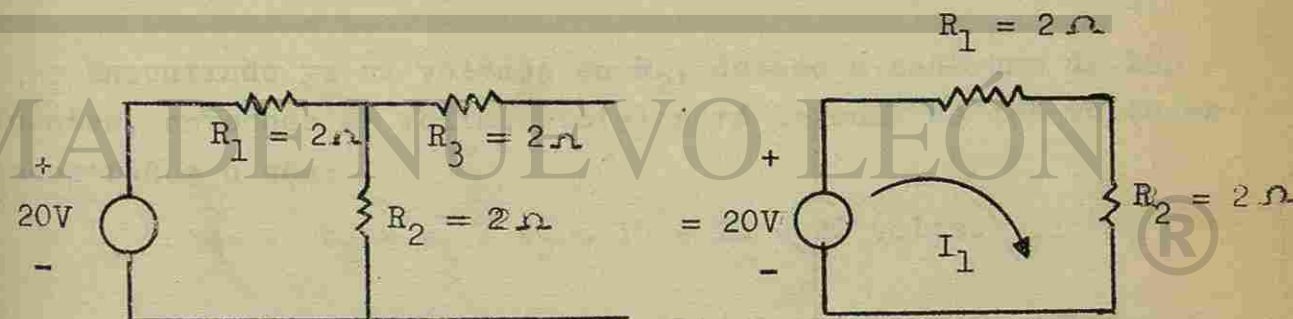 R₁ = 2 Ω
R₁ = 2Ω
R₃ = 2Ω
+
20V
-
R₂ = 2Ω
+
= 20V
-
I₁
R₂ = 2 Ω
MA DE NUEVO LEÓN
®